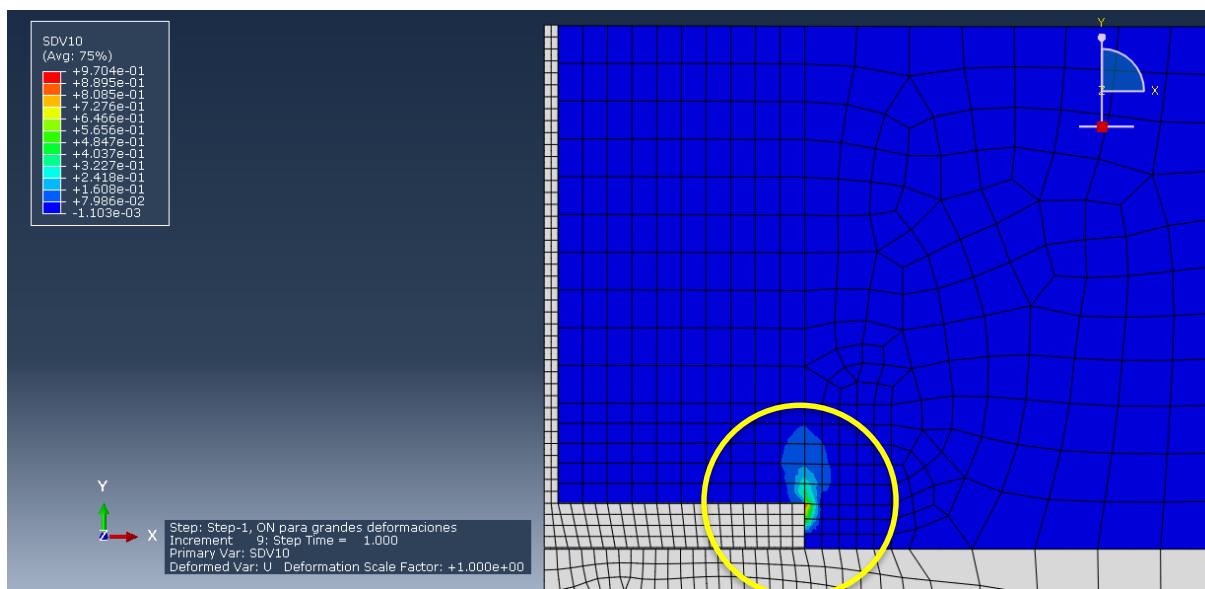 SDV10
(Avg: 75%)
+9.704e-01
+8.895e-01
+8.085e-01
+7.276e-01
+6.466e-01
+5.656e-01
+4.847e-01
+4.037e-01
+3.227e-01
+2.418e-01
+1.608e-01
+7.986e-02
-1.103e-03
Y
Z X
Y
Z X
Step: Step-1, ON para grandes deformaciones
Increment 9: Step Time = 1.000
Primary Var: SDV10
Deformed Var: U Deformation Scale Factor: +1.000e+00